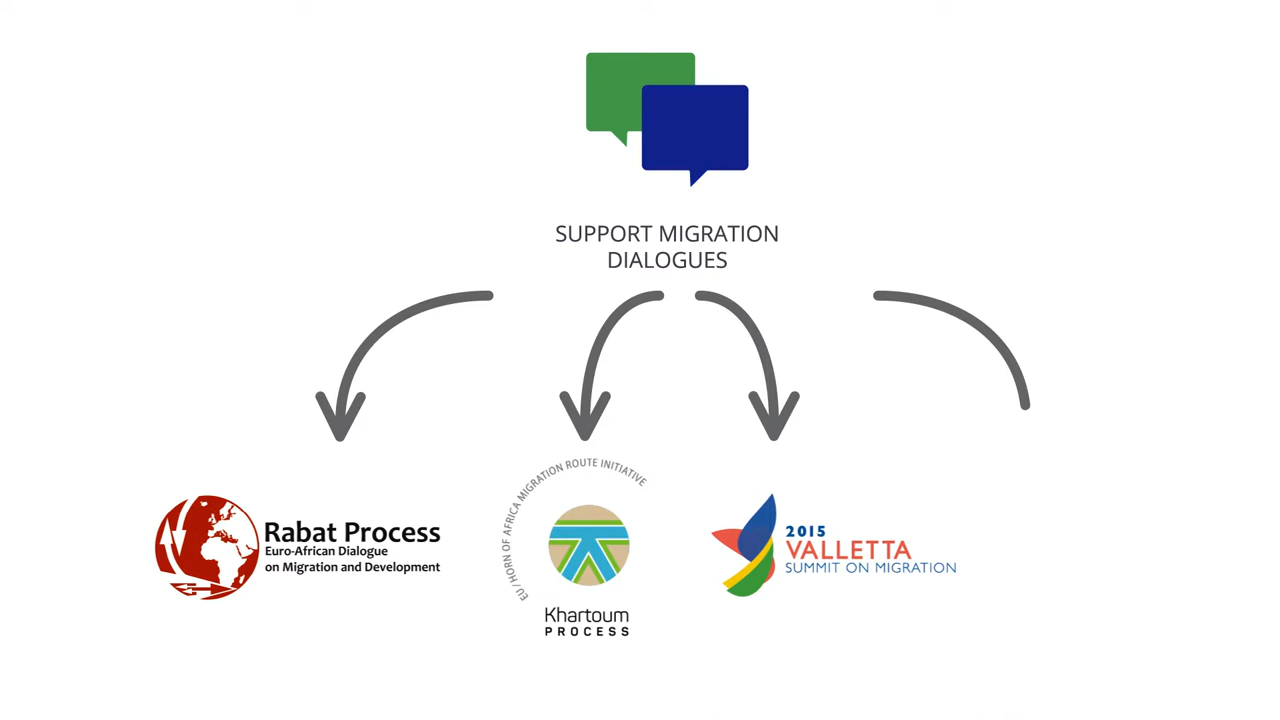 SUPPORT MIGRATION
DIALOGUES
Rabat Process
Euro-African Dialogue
on Migration and Development
EU/HORN OF AFRICA MIGRATION ROUTE INITIATIVE
Khartoum
PROCESS
2015
VALLETTA
SUMMIT ON MIGRATION